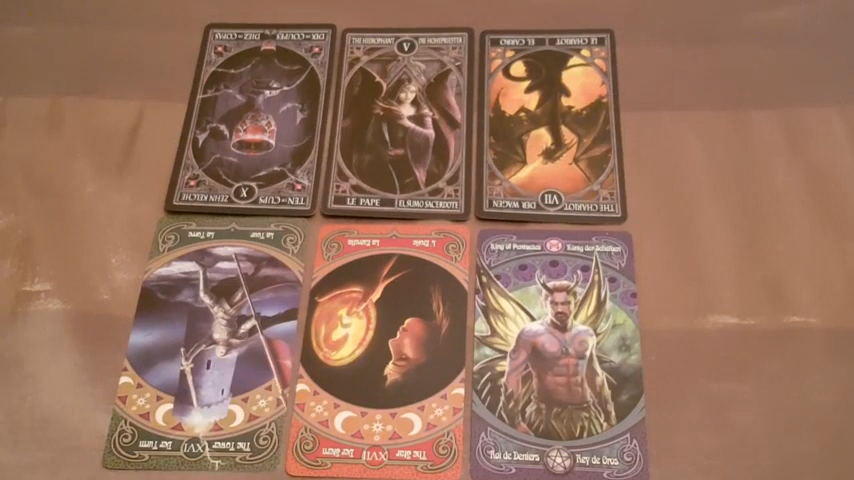 TEN OF CUPS X ZEHN KELCHE
DIEZ DE COPAS DIX DE COUPES
THE HIEROPHANT V DIE HOHEPRIESTER
LE PAPE EL SUMO SACERDOTE
THE CHARIOT VII DER WAGEN
EL CARRO LE CHARIOT
The Tower XVI Der Turm
La Tour La Torre
The Star XVII Der Stern
L'Etoile La Estrella
King of Pentacles König der Scheiben
Roi de Deniers Rey de Oros